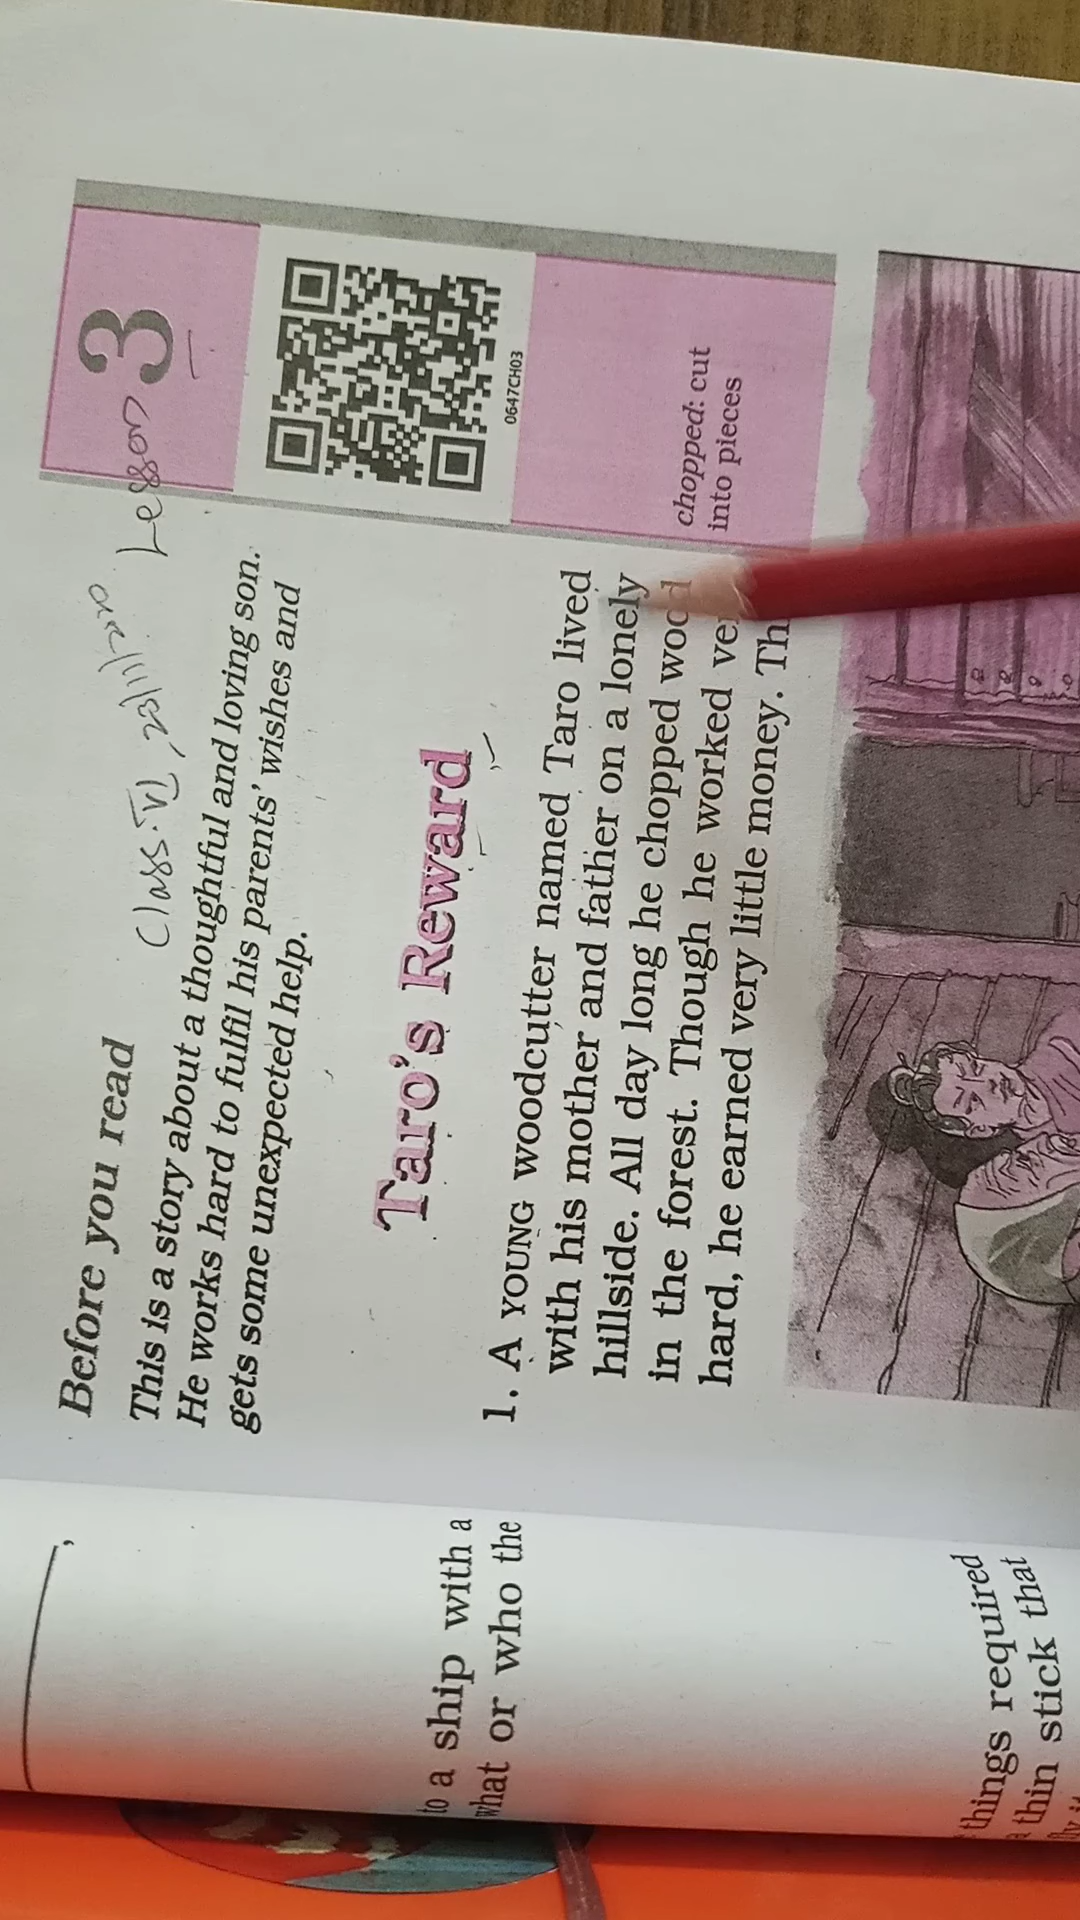 Before you read
Class. VI, 23/11/2020 Lesson 3
This is a story about a thoughtful and loving son.
He works hard to fulfil his parents' wishes and
gets some unexpected help.
Taro's Reward
0647CH03
1. A YOUNG woodcutter named Taro lived
with his mother and father on a lonely
hillside. All day long he chopped wood
in the forest. Though he worked
hard, he earned very little money.
chopped: cut
into pieces
to a ship with a
what or who the
things required
a thin stick that